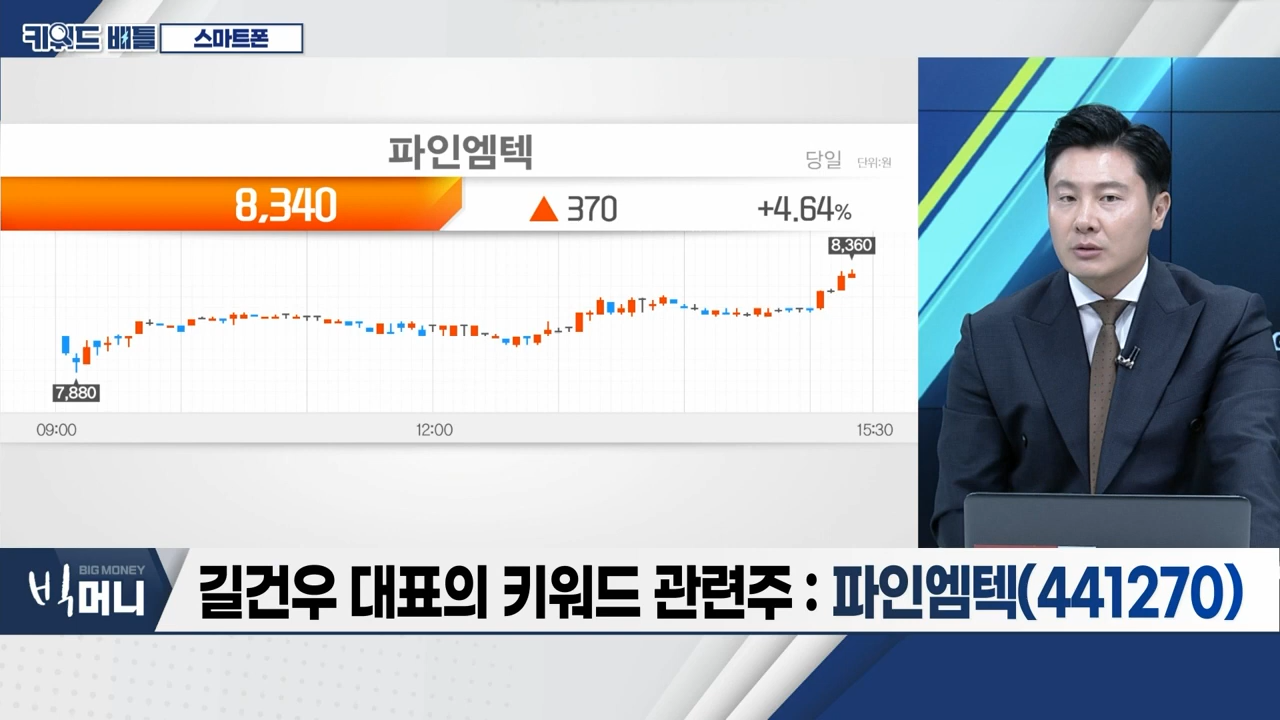 키워드 배틀 스마트폰
파인엠텍
당일 단위:원
8,340 ▲ 370 +4.64%
8,360
7,880
09:00 12:00 15:30
빅머니 BIG MONEY
길건우 대표의 키워드 관련주 : 파인엠텍(441270)